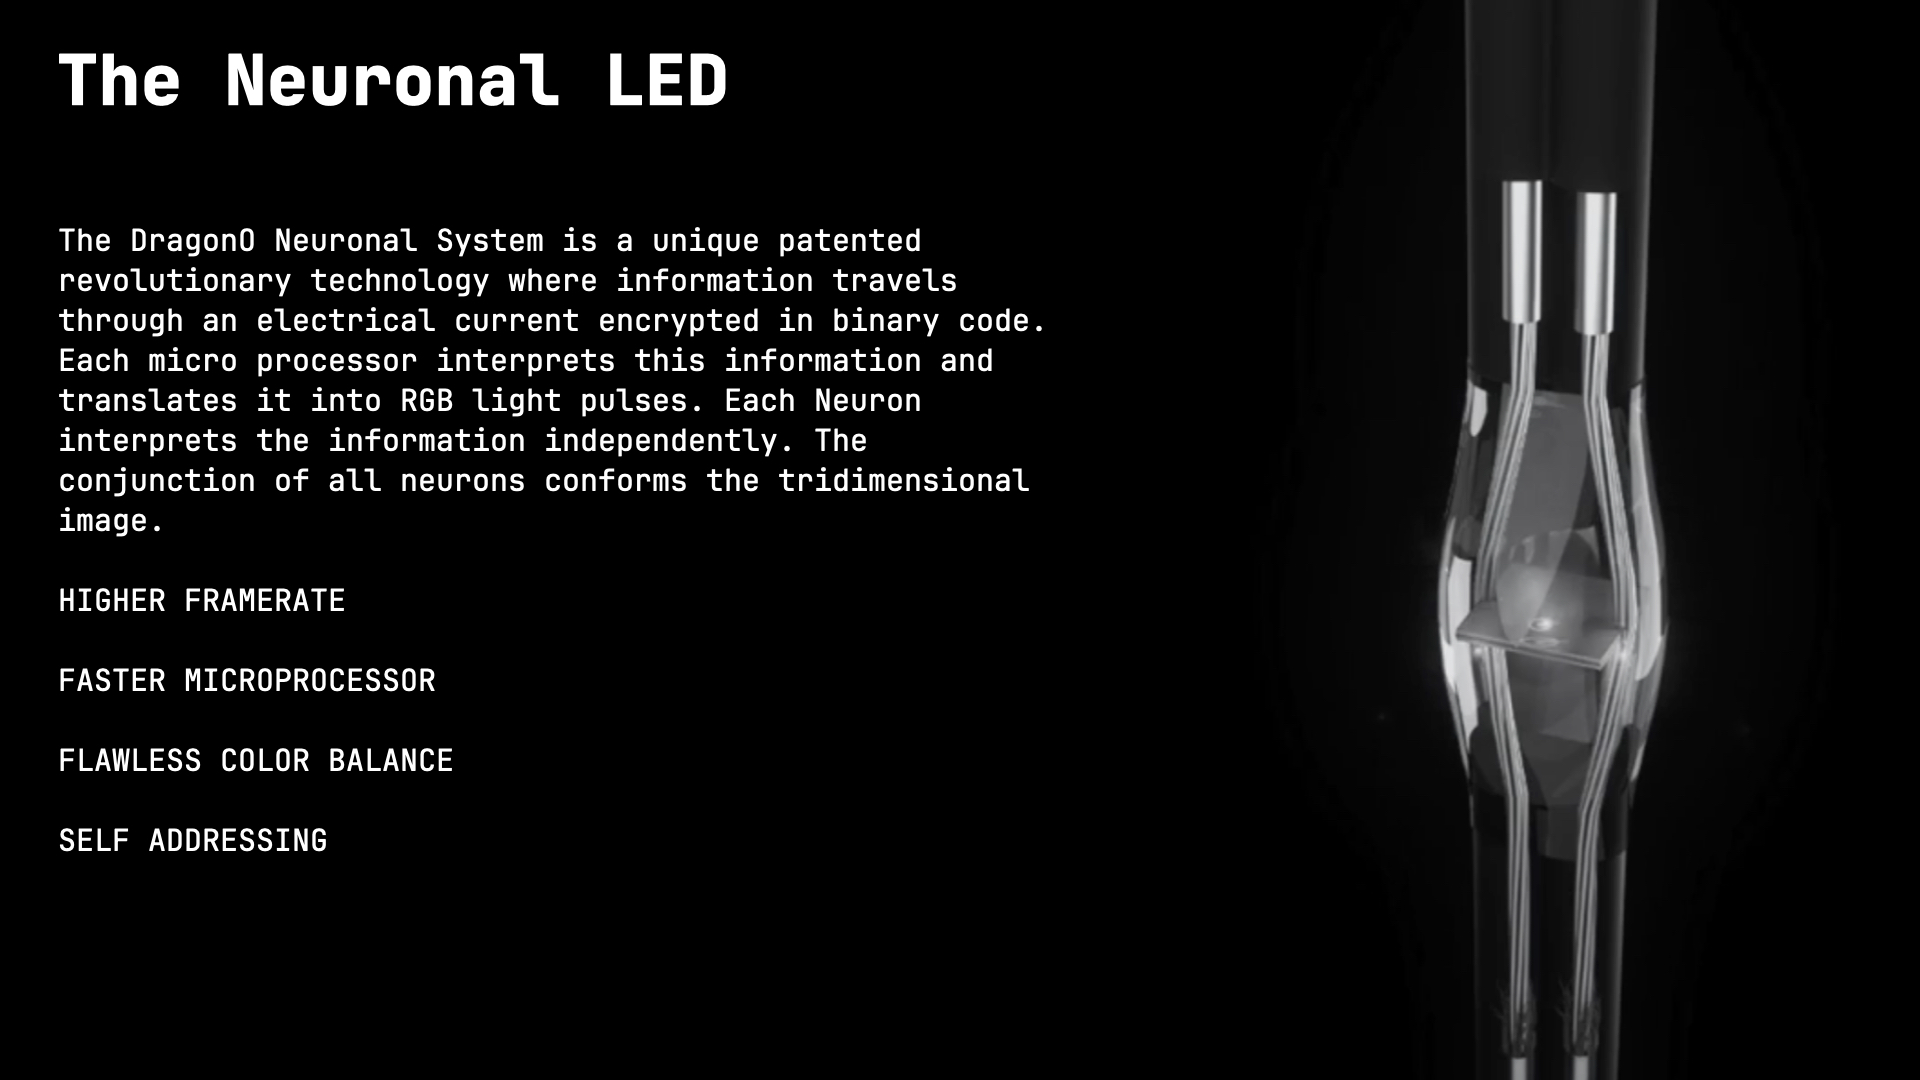 The Neuronal LED
The DragonO Neuronal System is a unique patented
revolutionary technology where information travels
through an electrical current encrypted in binary code.
Each micro processor interprets this information and
translates it into RGB light pulses. Each Neuron
interprets the information independently. The
conjunction of all neurons conforms the tridimensional
image.
HIGHER FRAMERATE
FASTER MICROPROCESSOR
FLAWLESS COLOR BALANCE
SELF ADDRESSING